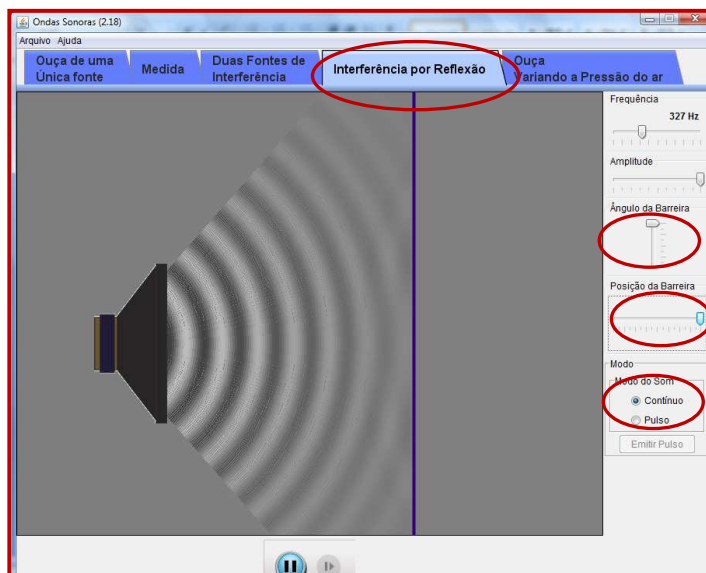 Ondas Sonoras (2.18)
Arquivo Ajuda
Ouça de uma
Única fonte
Medida
Duas Fontes de
Interferência
Interferência por Reflexão
Ouça
Variando a Pressão do ar
Frequência
327 Hz
Amplitude
Ângulo da Barreira
Posição da Barreira
Modo
Modo do Som
Contínuo
Pulso
Emitir Pulso